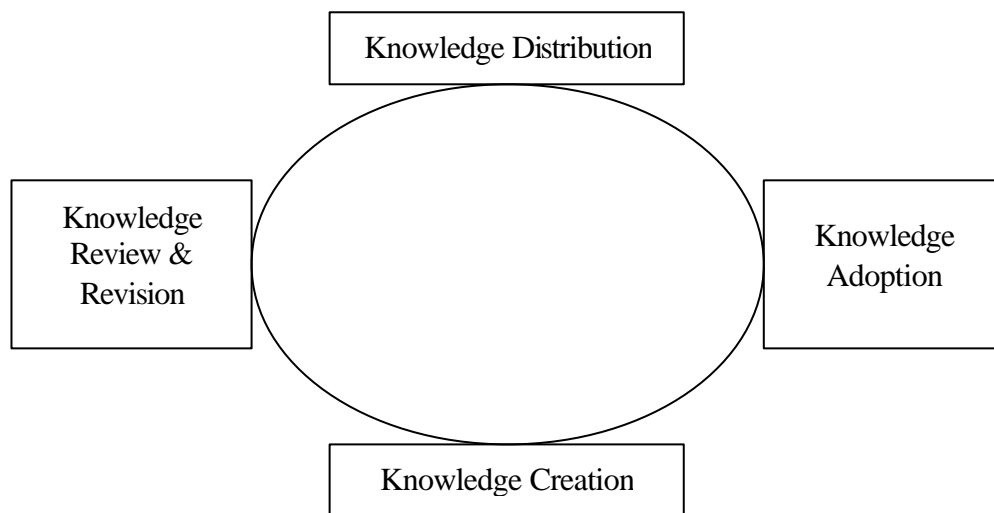 Knowledge Distribution
Knowledge
Review &
Revision
Knowledge
Adoption
Knowledge Creation